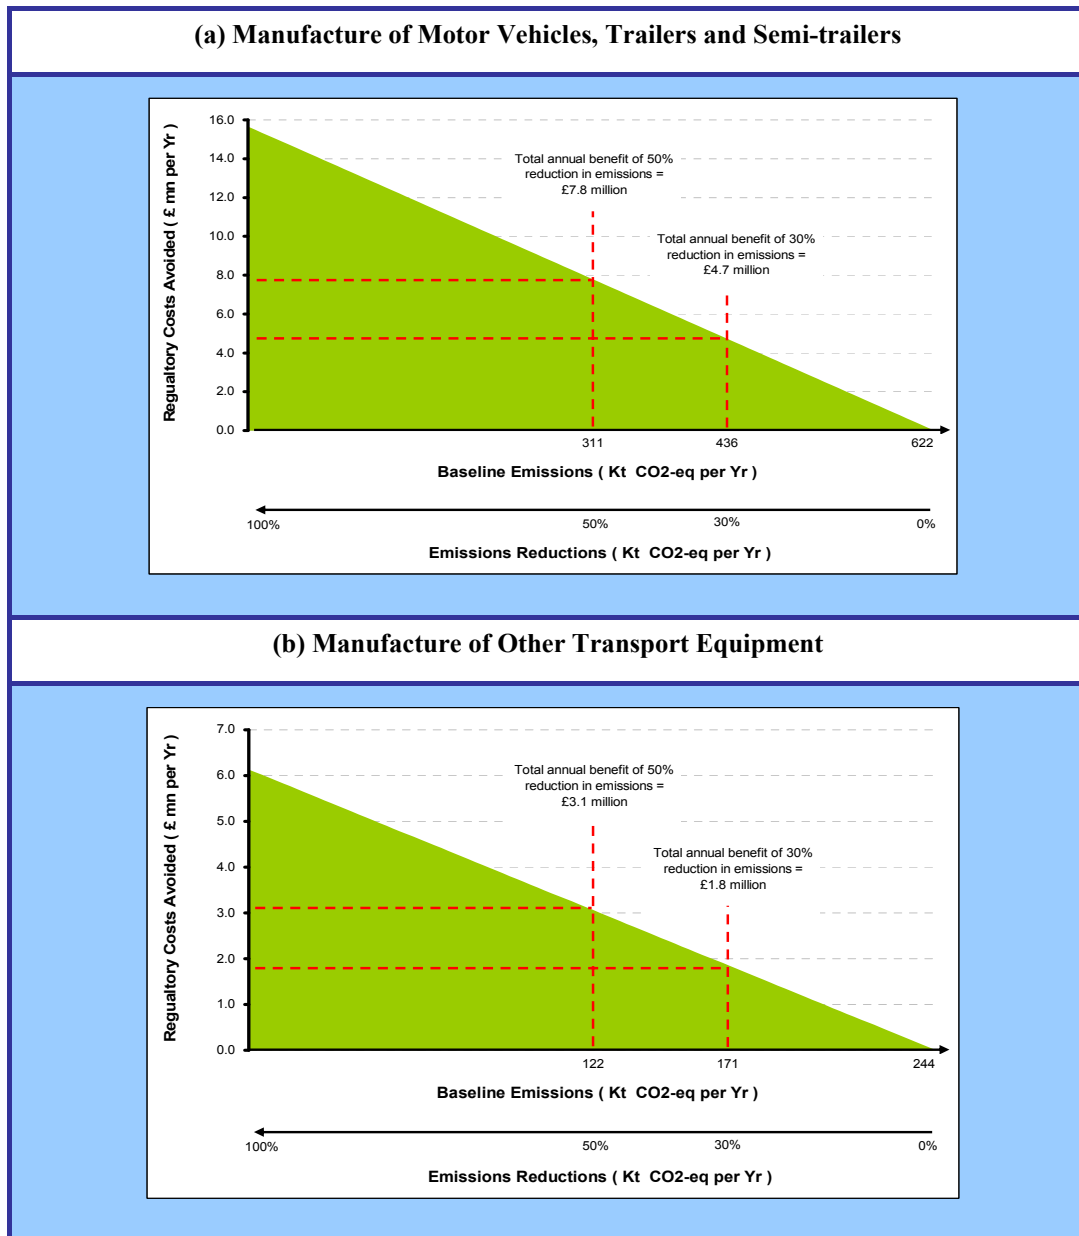 (a) Manufacture of Motor Vehicles, Trailers and Semi-trailers
Regualtory Costs Avoided ( £ mn per Yr )
16.0
14.0
12.0
10.0
8.0
6.0
4.0
2.0
0.0
Total annual benefit of 50%
reduction in emissions =
£7.8 million
Total annual benefit of 30%
reduction in emissions =
£4.7 million
311
436
622
Baseline Emissions ( Kt CO2-eq per Yr )
100%
50%
30%
0%
Emissions Reductions ( Kt CO2-eq per Yr )
(b) Manufacture of Other Transport Equipment
Regualtory Costs Avoided ( £ mn per Yr )
7.0
6.0
5.0
4.0
3.0
2.0
1.0
0.0
Total annual benefit of 50%
reduction in emissions =
£3.1 million
Total annual benefit of 30%
reduction in emissions =
£1.8 million
122
171
244
Baseline Emissions ( Kt CO2-eq per Yr )
100%
50%
30%
0%
Emissions Reductions ( Kt CO2-eq per Yr )